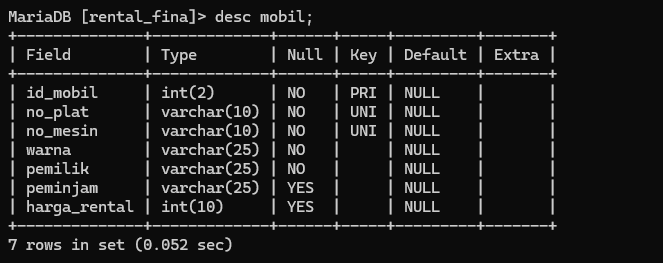 MariaDB [rental_fina]> desc mobil;
+--------------+-------------+------+-----+---------+-------+
| Field        | Type        | Null | Key | Default | Extra |
+--------------+-------------+------+-----+---------+-------+
| id_mobil     | int(2)      | NO   | PRI | NULL    |       |
| no_plat      | varchar(10) | NO   | UNI | NULL    |       |
| no_mesin     | varchar(10) | NO   | UNI | NULL    |       |
| warna        | varchar(25) | NO   |     | NULL    |       |
| pemilik      | varchar(25) | NO   |     | NULL    |       |
| peminjam     | varchar(25) | YES  |     | NULL    |       |
| harga_rental | int(10)     | YES  |     | NULL    |       |
+--------------+-------------+------+-----+---------+-------+
7 rows in set (0.052 sec)